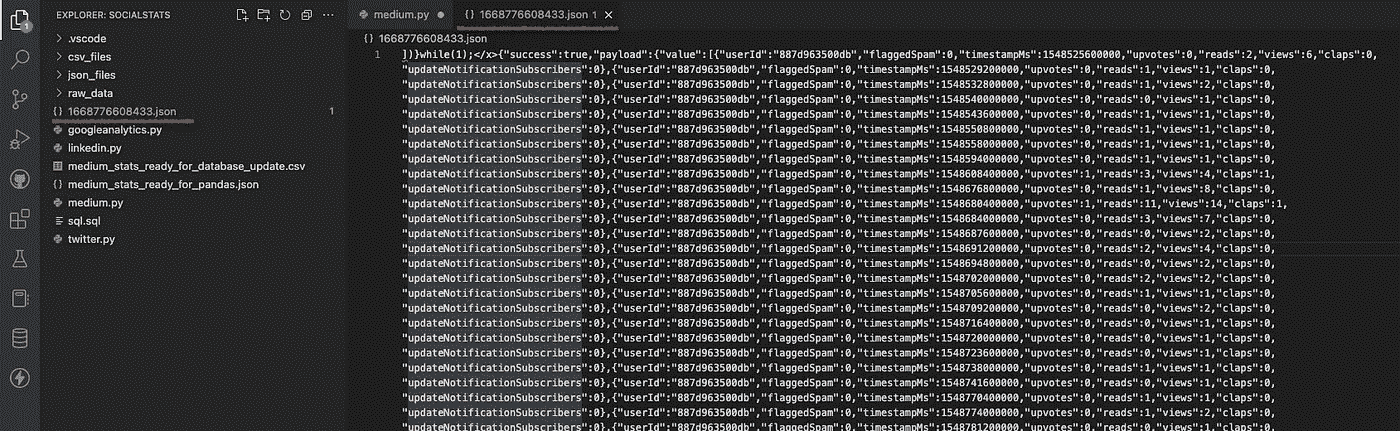 EXPLORER: SOCIALSTATS
.vscode
csv_files
json_files
raw_data
{} 1668776608433.json 1
googleanalytics.py
linkedin.py
medium_stats_ready_for_database_update.csv
{} medium_stats_ready_for_pandas.json
medium.py
sql.sql
twitter.py
1
medium.py
{} 1668776608433.json 1
{} 1668776608433.json
1 ])}while(1);</x>{"success":true,"payload":{"value":[{"userId":"887d963500db","flaggedSpam":0,"timestampMs":1548525600000,"upvotes":0,"reads":2,"views":6,"claps":0,
"updateNotificationSubscribers":0},{"userId":"887d963500db","flaggedSpam":0,"timestampMs":1548529200000,"upvotes":0,"reads":1,"views":1,"claps":0,
"updateNotificationSubscribers":0},{"userId":"887d963500db","flaggedSpam":0,"timestampMs":1548532800000,"upvotes":0,"reads":1,"views":2,"claps":0,
"updateNotificationSubscribers":0},{"userId":"887d963500db","flaggedSpam":0,"timestampMs":1548540000000,"upvotes":0,"reads":0,"views":1,"claps":0,
"updateNotificationSubscribers":0},{"userId":"887d963500db","flaggedSpam":0,"timestampMs":1548543600000,"upvotes":0,"reads":1,"views":1,"claps":0,
"updateNotificationSubscribers":0},{"userId":"887d963500db","flaggedSpam":0,"timestampMs":1548550800000,"upvotes":0,"reads":0,"views":1,"claps":0,
"updateNotificationSubscribers":0},{"userId":"887d963500db","flaggedSpam":0,"timestampMs":1548558000000,"upvotes":0,"reads":1,"views":1,"claps":0,
"updateNotificationSubscribers":0},{"userId":"887d963500db","flaggedSpam":0,"timestampMs":1548594000000,"upvotes":0,"reads":1,"views":1,"claps":0,
"updateNotificationSubscribers":0},{"userId":"887d963500db","flaggedSpam":0,"timestampMs":1548608400000,"upvotes":1,"reads":3,"views":4,"claps":1,
"updateNotificationSubscribers":0},{"userId":"887d963500db","flaggedSpam":0,"timestampMs":1548676800000,"upvotes":0,"reads":1,"views":8,"claps":0,
"updateNotificationSubscribers":0},{"userId":"887d963500db","flaggedSpam":0,"timestampMs":1548680400000,"upvotes":1,"reads":11,"views":14,"claps":1,
"updateNotificationSubscribers":0},{"userId":"887d963500db","flaggedSpam":0,"timestampMs":1548684000000,"upvotes":0,"reads":3,"views":7,"claps":0,
"updateNotificationSubscribers":0},{"userId":"887d963500db","flaggedSpam":0,"timestampMs":1548687600000,"upvotes":0,"reads":0,"views":2,"claps":0,
"updateNotificationSubscribers":0},{"userId":"887d963500db","flaggedSpam":0,"timestampMs":1548691200000,"upvotes":0,"reads":2,"views":4,"claps":0,
"updateNotificationSubscribers":0},{"userId":"887d963500db","flaggedSpam":0,"timestampMs":1548694800000,"upvotes":0,"reads":0,"views":2,"claps":0,
"updateNotificationSubscribers":0},{"userId":"887d963500db","flaggedSpam":0,"timestampMs":1548702000000,"upvotes":0,"reads":2,"views":2,"claps":0,
"updateNotificationSubscribers":0},{"userId":"887d963500db","flaggedSpam":0,"timestampMs":1548705600000,"upvotes":0,"reads":1,"views":1,"claps":0,
"updateNotificationSubscribers":0},{"userId":"887d963500db","flaggedSpam":0,"timestampMs":1548709200000,"upvotes":0,"reads":0,"views":2,"claps":0,
"updateNotificationSubscribers":0},{"userId":"887d963500db","flaggedSpam":0,"timestampMs":1548716400000,"upvotes":0,"reads":0,"views":1,"claps":0,
"updateNotificationSubscribers":0},{"userId":"887d963500db","flaggedSpam":0,"timestampMs":1548720000000,"upvotes":0,"reads":0,"views":1,"claps":0,
"updateNotificationSubscribers":0},{"userId":"887d963500db","flaggedSpam":0,"timestampMs":1548723600000,"upvotes":0,"reads":0,"views":1,"claps":0,
"updateNotificationSubscribers":0},{"userId":"887d963500db","flaggedSpam":0,"timestampMs":1548738000000,"upvotes":0,"reads":1,"views":1,"claps":0,
"updateNotificationSubscribers":0},{"userId":"887d963500db","flaggedSpam":0,"timestampMs":1548741600000,"upvotes":0,"reads":0,"views":1,"claps":0,
"updateNotificationSubscribers":0},{"userId":"887d963500db","flaggedSpam":0,"timestampMs":1548770400000,"upvotes":0,"reads":1,"views":1,"claps":0,
"updateNotificationSubscribers":0},{"userId":"887d963500db","flaggedSpam":0,"timestampMs":1548774000000,"upvotes":0,"reads":1,"views":2,"claps":0,
"updateNotificationSubscribers":0},{"userId":"887d963500db","flaggedSpam":0,"timestampMs":1548781200000,"upvotes":0,"reads":0,"views":1,"claps":0,